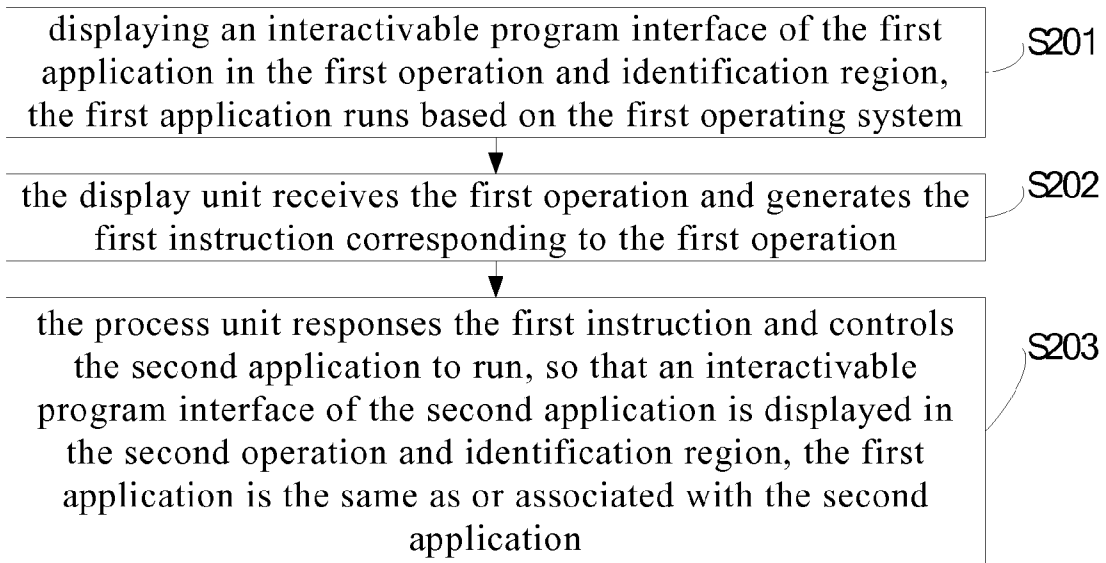 displaying an interactivable program interface of the first
application in the first operation and identification region,
the first application runs based on the first operating system
S201
the display unit receives the first operation and generates the
first instruction corresponding to the first operation
S202
the process unit responses the first instruction and controls
the second application to run, so that an interactivable
program interface of the second application is displayed in
the second operation and identification region, the first
application is the same as or associated with the second
application
S203